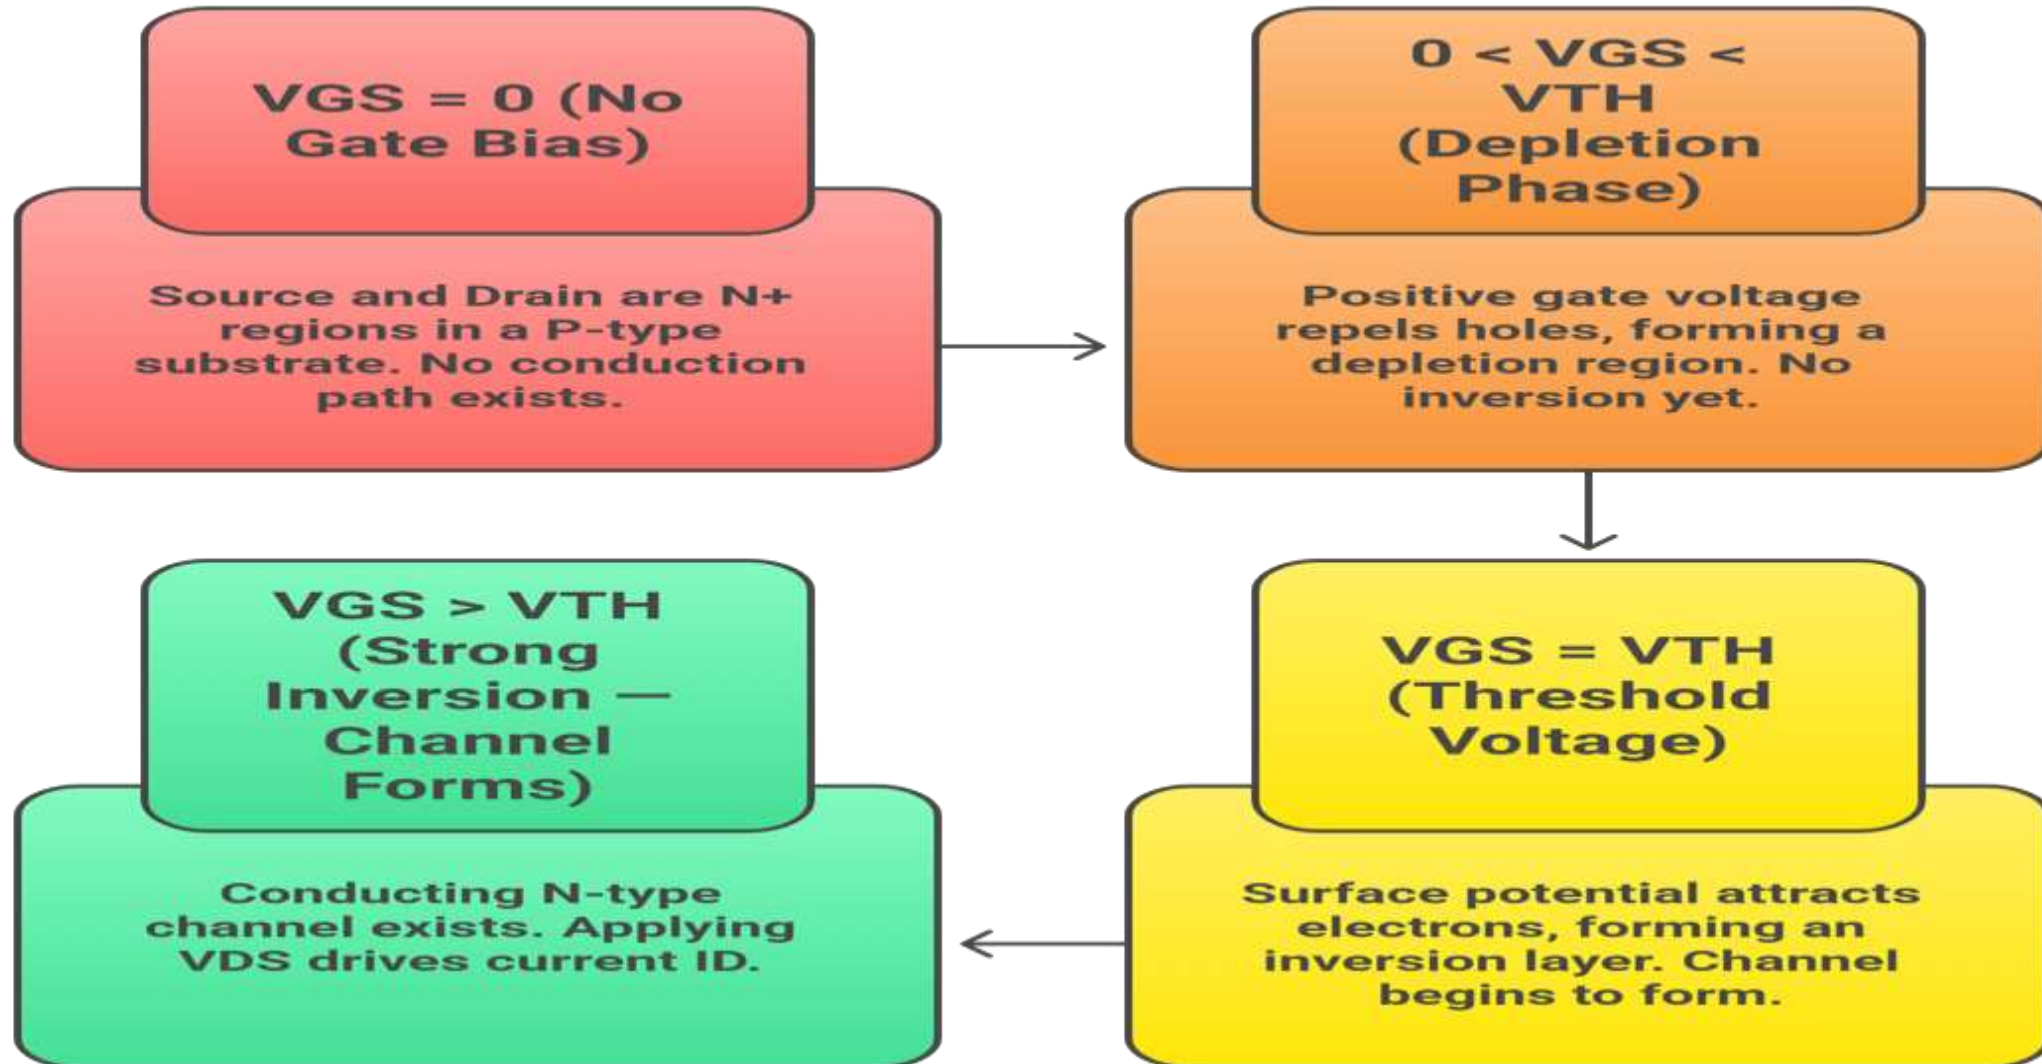 VGS = 0 (No
Gate Bias)
Source and Drain are N+
regions in a P-type
substrate. No conduction
path exists.
0 < VGS <
VTH
(Depletion
Phase)
Positive gate voltage
repels holes, forming a
depletion region. No
inversion yet.
VGS = VTH
(Threshold
Voltage)
Surface potential attracts
electrons, forming an
inversion layer. Channel
begins to form.
VGS > VTH
(Strong
Inversion —
Channel
Forms)
Conducting N-type
channel exists. Applying
VDS drives current ID.